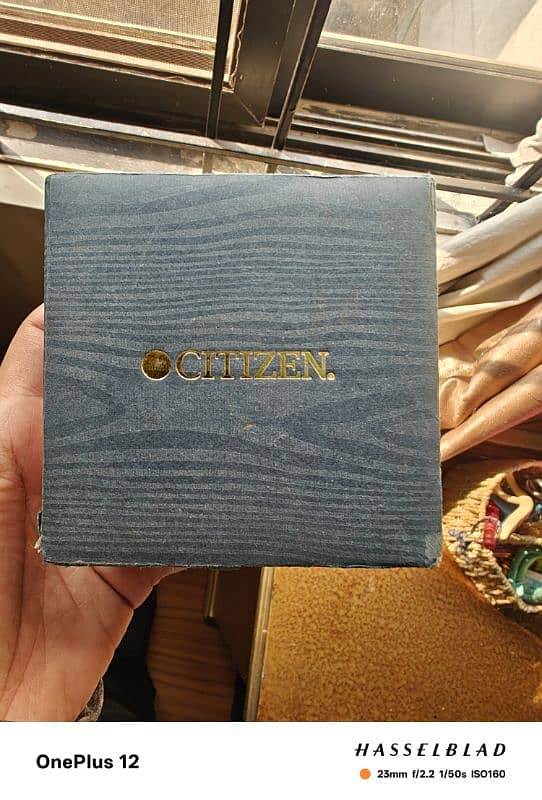 CITIZEN.
OnePlus 12
HASSELBLAD
23mm f/2.2 1/50s ISO160